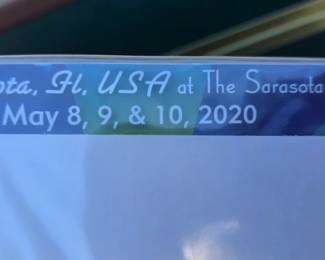 ota, Fl, USA at The Sarasota
May 8, 9, & 10, 2020